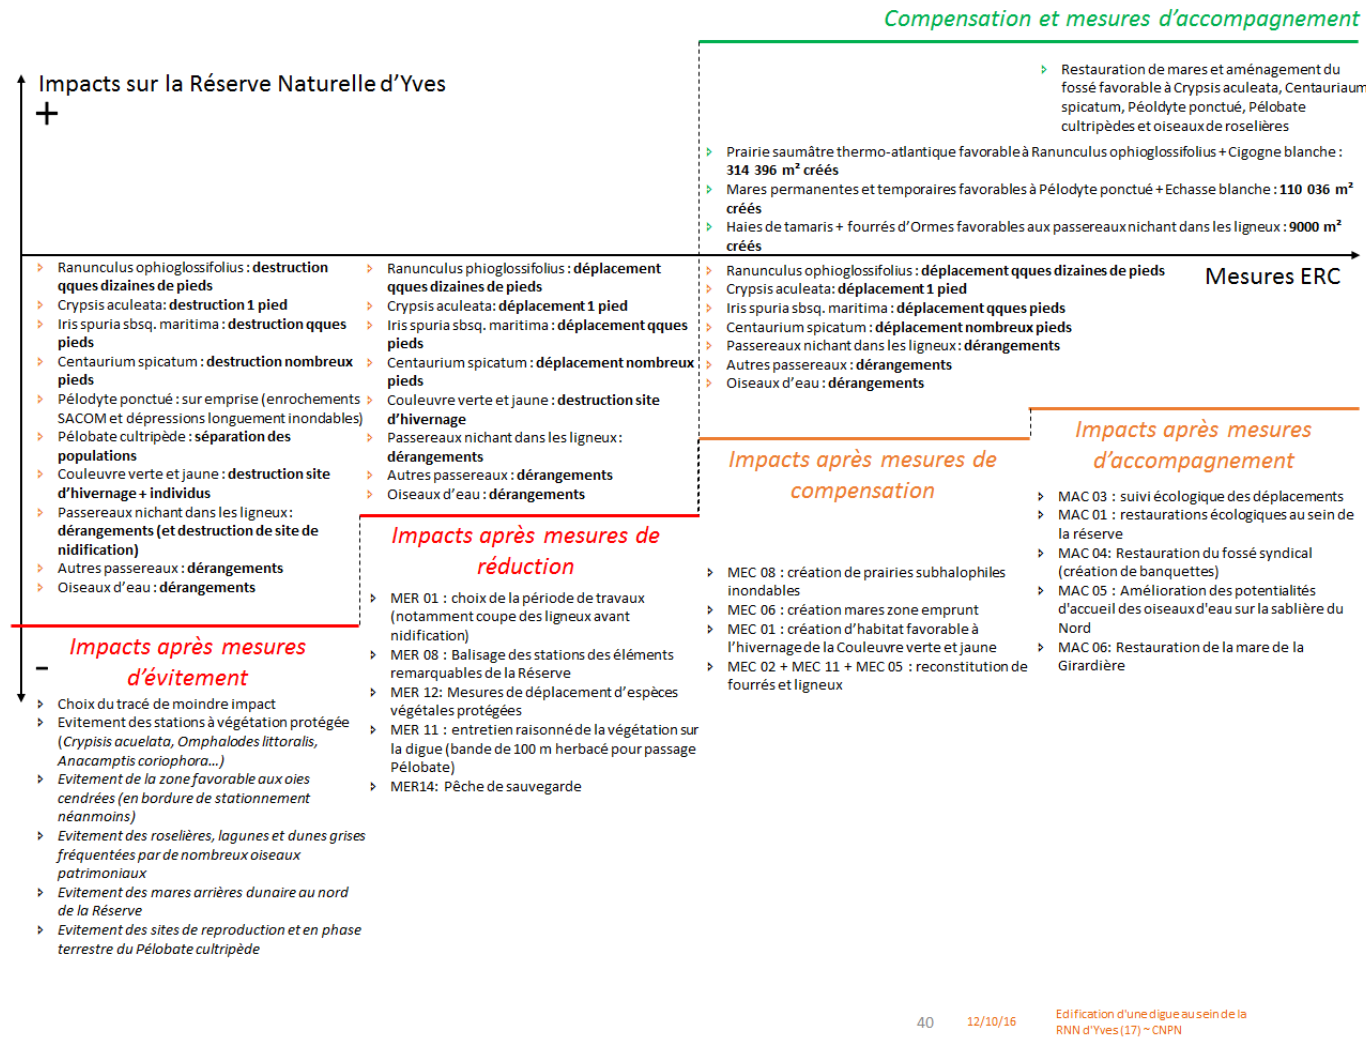 Compensation et mesures d'accompagnement
Impacts sur la Réserve Naturelle d'Yves
+
Restauration de mares et aménagement du
fossé favorable à Crypsis aculeata, Centauriaum
spicatum, Péoldyte ponctué, Pélobate
cultripèdes et oiseaux de roselières
Prairie saumâtre thermo-atlantique favorable à Ranunculus ophioglossifolius + Cigogne blanche :
314 396 m² créés
Mares permanentes et temporaires favorables à Pélodyte ponctué + Echasse blanche : 110 036 m²
créés
Haies de tamaris + fourrés d'Ormes favorables aux passereaux nichant dans les ligneux : 9000 m²
créés
Mesures ERC
Ranunculus ophioglossifolius : destruction
qques dizaines de pieds
Crypsis aculeata: destruction 1 pied
Iris spuria sbsq. maritima : destruction qques
pieds
Centaurium spicatum : destruction nombreux
pieds
Pélodyte ponctué : sur emprise (enrochements
SACOM et dépressions longuement inondables)
Pélobate cultripède : séparation des
populations
Couleuvre verte et jaune : destruction site
d'hivernage + individus
Passereaux nichant dans les ligneux :
dérangements (et destruction de site de
nidification)
Autres passereaux : dérangements
Oiseaux d'eau : dérangements
Impacts après mesures
d'évitement
-
Choix du tracé de moindre impact
Evitement des stations à végétation protégée
(Crypisis acuelata, Omphalodes littoralis,
Anacamptis coriophora...)
Evitement de la zone favorable aux oies
cendrées (en bordure de stationnement
néanmoins)
Evitement des roselières, lagunes et dunes grises
fréquentées par de nombreux oiseaux
patrimoniaux
Evitement des mares arrières dunaire au nord
de la Réserve
Evitement des sites de reproduction et en phase
terrestre du Pélobate cultripède
Ranunculus phioglossifolius : déplacement
qques dizaines de pieds
Crypsis aculeata: déplacement 1 pied
Iris spuria sbsq. maritima : déplacement qques
pieds
Centaurium spicatum : déplacement nombreux
pieds
Couleuvre verte et jaune : destruction site
d'hivernage
Passereaux nichant dans les ligneux :
dérangements
Autres passereaux : dérangements
Oiseaux d'eau : dérangements
Impacts après mesures de
réduction
MER 01 : choix de la période de travaux
(notamment coupe des ligneux avant
nidification)
MER 08 : Balisage des stations des éléments
remarquables de la Réserve
MER 12: Mesures de déplacement d'espèces
végétales protégées
MER 11 : entretien raisonné de la végétation sur
la digue (bande de 100 m herbacé pour passage
Pélobate)
MER14: Pêche de sauvegarde
Ranunculus ophioglossifolius : déplacement qques dizaines de pieds
Crypsis aculeata: déplacement 1 pied
Iris spuria sbsq. maritima : déplacement qques pieds
Centaurium spicatum : déplacement nombreux pieds
Passereaux nichant dans les ligneux : dérangements
Autres passereaux : dérangements
Oiseaux d'eau : dérangements
Impacts après mesures de
compensation
MEC 08 : création de prairies subhalophiles
inondables
MEC 06 : création mares zone emprunt
MEC 01 : création d'habitat favorable à
l'hivernage de la Couleuvre verte et jaune
MEC 02 + MEC 11 + MEC 05 : reconstitution de
fourrés et ligneux
Impacts après mesures
d'accompagnement
MAC 03 : suivi écologique des déplacements
MAC 01 : restaurations écologiques au sein de
la réserve
MAC 04: Restauration du fossé syndical
(création de banquettes)
MAC 05 : Amélioration des potentialités
d'accueil des oiseaux d'eau sur la sablière du
Nord
MAC 06: Restauration de la mare de la
Girardière
40
12/10/16
Edification d'une digue au sein de la
RNN d'Yves (17) ~ CNPN